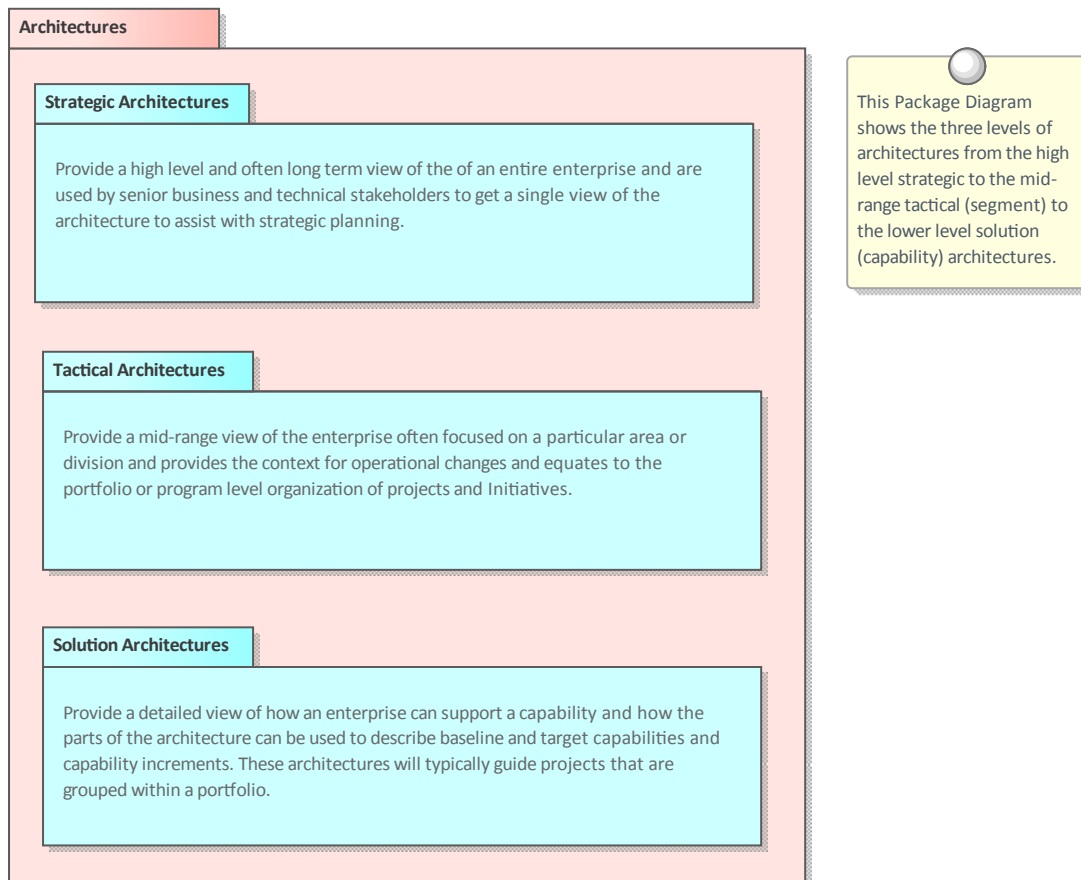 Architectures
Strategic Architectures
Provide a high level and often long term view of the of an entire enterprise and are
used by senior business and technical stakeholders to get a single view of the
architecture to assist with strategic planning.
Tactical Architectures
Provide a mid-range view of the enterprise often focused on a particular area or
division and provides the context for operational changes and equates to the
portfolio or program level organization of projects and Initiatives.
Solution Architectures
Provide a detailed view of how an enterprise can support a capability and how the
parts of the architecture can be used to describe baseline and target capabilities and
capability increments. These architectures will typically guide projects that are
grouped within a portfolio.
This Package Diagram
shows the three levels of
architectures from the high
level strategic to the mid-
range tactical (segment) to
the lower level solution
(capability) architectures.